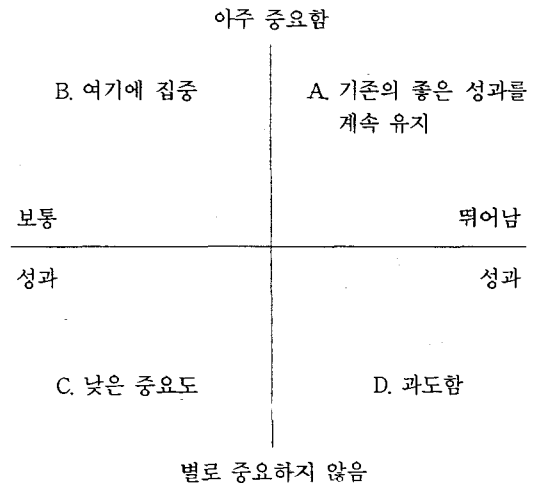 아주 중요함
B. 여기에 집중
A. 기존의 좋은 성과를
계속 유지
보통
뛰어남
성과
성과
C. 낮은 중요도
D. 과도함
별로 중요하지 않음